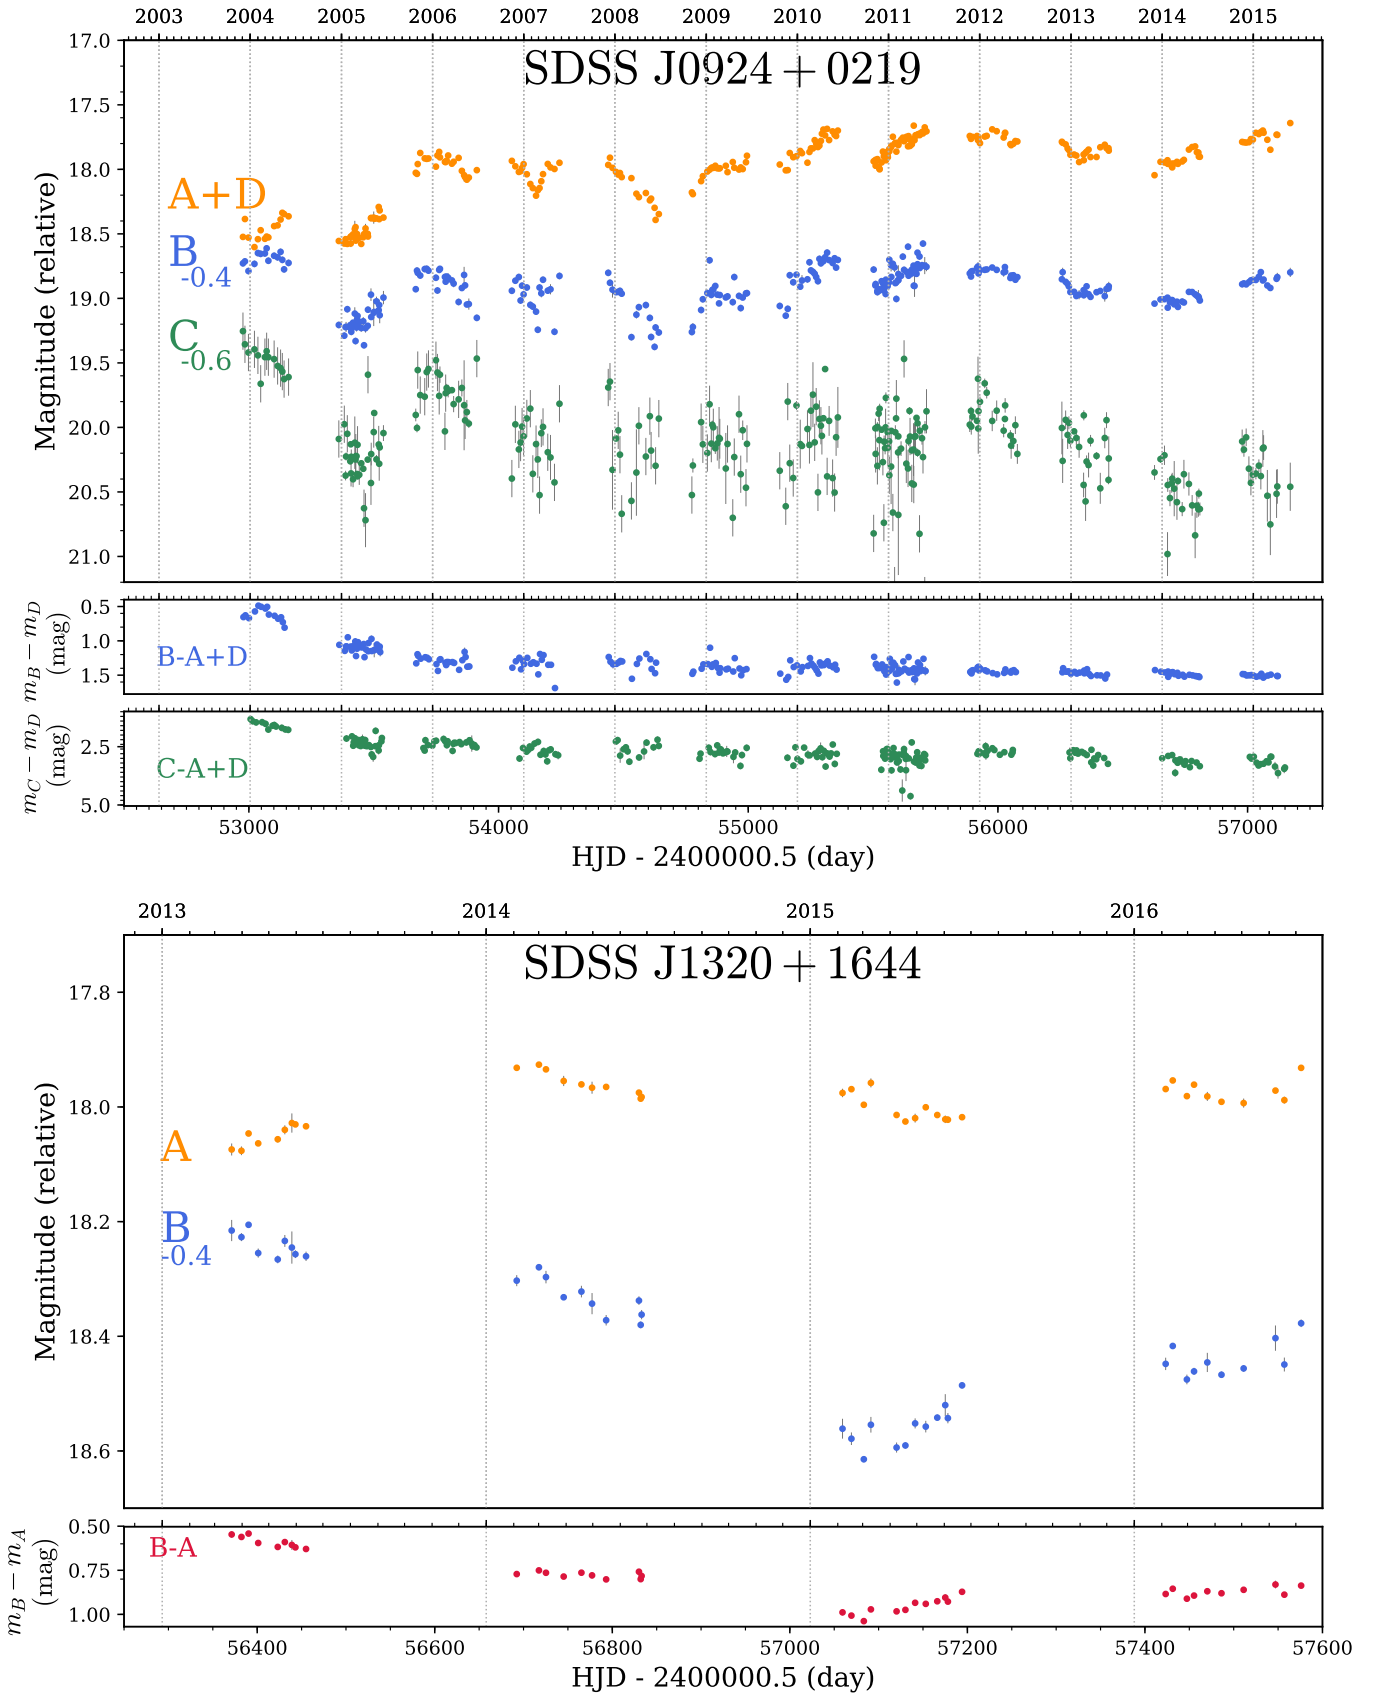 2003 2004 2005 2006 2007 2008 2009 2010 2011 2012 2013 2014 2015
SDSS J0924 + 0219
17.0
17.5
18.0
18.5
19.0
19.5
20.0
20.5
21.0
Magnitude (relative)
A+D
B
-0.4
C
-0.6
0.5
1.0
1.5
m_B − m_D
(mag)
B-A+D
2.5
5.0
m_C − m_D
(mag)
C-A+D
53000 54000 55000 56000 57000
HJD - 2400000.5 (day)
2013 2014 2015 2016
SDSS J1320 + 1644
17.8
18.0
18.2
18.4
18.6
Magnitude (relative)
A
B
-0.4
0.50
0.75
1.00
m_B − m_A
(mag)
B-A
56400 56600 56800 57000 57200 57400 57600
HJD - 2400000.5 (day)